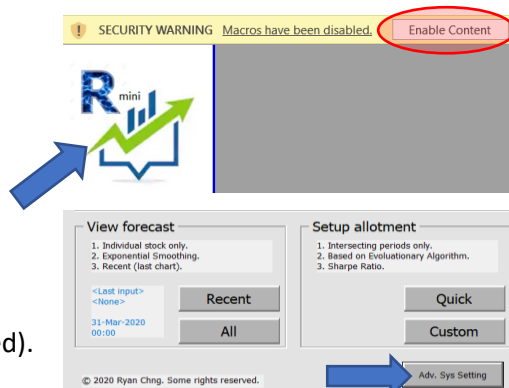 SECURITY WARNING Macros have been disabled. Enable Content
R mini
View forecast
1. Individual stock only.
2. Exponential Smoothing.
3. Recent (last chart).
<Last input>
<None>
31-Mar-2020
00:00
Recent
All
Setup allotment
1. Intersecting periods only.
2. Based on Evoluationary Algorithm.
3. Sharpe Ratio.
Quick
Custom
ed).
© 2020 Ryan Chng. Some rights reserved.
Adv. Sys Setting